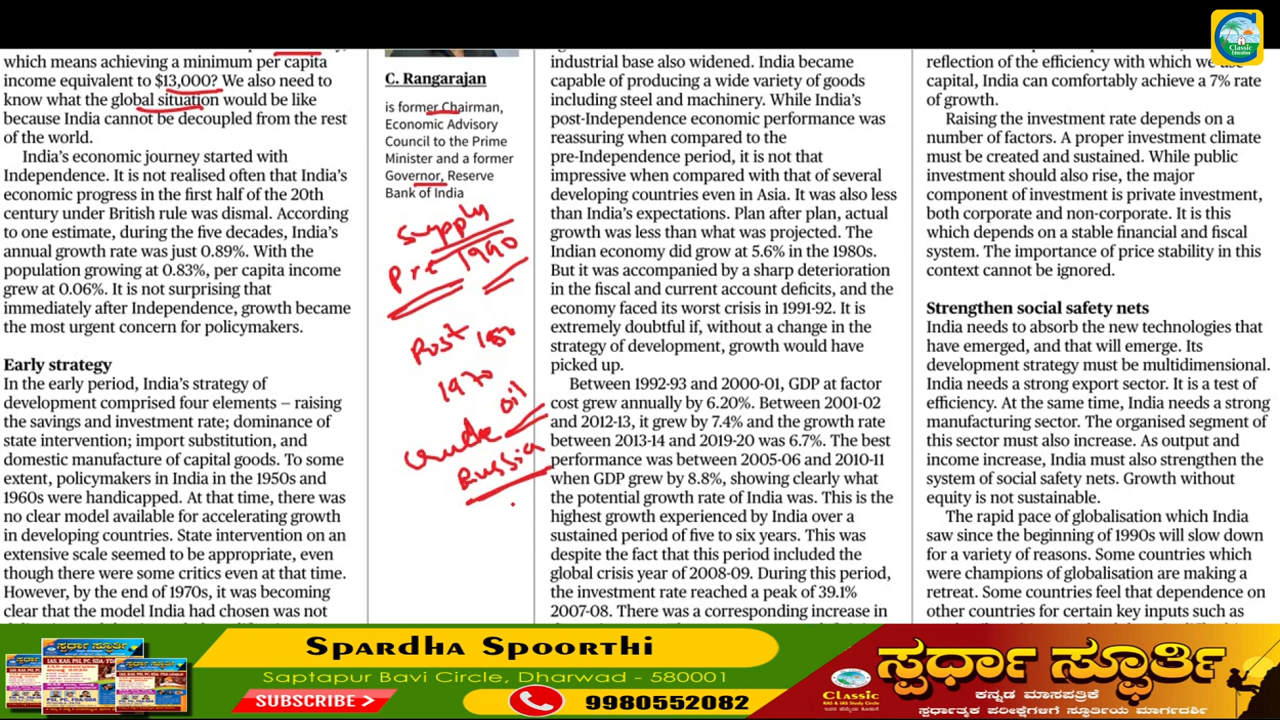 which means achieving a minimum per capita
income equivalent to $13,000? We also need to
know what the global situation would be like
because India cannot be decoupled from the rest
of the world.
India's economic journey started with
Independence. It is not realised often that India's
economic progress in the first half of the 20th
century under British rule was dismal. According
to one estimate, during the five decades, India's
annual growth rate was just 0.89%. With the
population growing at 0.83%, per capita income
grew at 0.06%. It is not surprising that
immediately after Independence, growth became
the most urgent concern for policymakers.
Early strategy
In the early period, India's strategy of
development comprised four elements — raising
the savings and investment rate; dominance of
state intervention; import substitution, and
domestic manufacture of capital goods. To some
extent, policymakers in India in the 1950s and
1960s were handicapped. At that time, there was
no clear model available for accelerating growth
in developing countries. State intervention on an
extensive scale seemed to be appropriate, even
though there were some critics even at that time.
However, by the end of 1970s, it was becoming
clear that the model India had chosen was not
C. Rangarajan
is former Chairman,
Economic Advisory
Council to the Prime
Minister and a former
Governor, Reserve
Bank of India
Supply
Pre 1990
Post
1970
Crude oil
Russia
industrial base also widened. India became
capable of producing a wide variety of goods
including steel and machinery. While India's
post-Independence economic performance was
reassuring when compared to the
pre-Independence period, it is not that
impressive when compared with that of several
developing countries even in Asia. It was also less
than India's expectations. Plan after plan, actual
growth was less than what was projected. The
Indian economy did grow at 5.6% in the 1980s.
But it was accompanied by a sharp deterioration
in the fiscal and current account deficits, and the
economy faced its worst crisis in 1991-92. It is
extremely doubtful if, without a change in the
strategy of development, growth would have
picked up.
Between 1992-93 and 2000-01, GDP at factor
cost grew annually by 6.20%. Between 2001-02
and 2012-13, it grew by 7.4% and the growth rate
between 2013-14 and 2019-20 was 6.7%. The best
performance was between 2005-06 and 2010-11
when GDP grew by 8.8%, showing clearly what
the potential growth rate of India was. This is the
highest growth experienced by India over a
sustained period of five to six years. This was
despite the fact that this period included the
global crisis year of 2008-09. During this period,
the investment rate reached a peak of 39.1%
2007-08. There was a corresponding increase in
reflection of the efficiency with which we use
capital, India can comfortably achieve a 7% rate
of growth.
Raising the investment rate depends on a
number of factors. A proper investment climate
must be created and sustained. While public
investment should also rise, the major
component of investment is private investment,
both corporate and non-corporate. It is this
which depends on a stable financial and fiscal
system. The importance of price stability in this
context cannot be ignored.
Strengthen social safety nets
India needs to absorb the new technologies that
have emerged, and that will emerge. Its
development strategy must be multidimensional.
India needs a strong export sector. It is a test of
efficiency. At the same time, India needs a strong
manufacturing sector. The organised segment of
this sector must also increase. As output and
income increase, India must also strengthen the
system of social safety nets. Growth without
equity is not sustainable.
The rapid pace of globalisation which India
saw since the beginning of 1990s will slow down
for a variety of reasons. Some countries which
were champions of globalisation are making a
retreat. Some countries feel that dependence on
other countries for certain key inputs such as
Classic
Education
Spardha Spoorthi
Saptapur Bavi Circle, Dharwad - 580001
SUBSCRIBE
9980552082
ಸ್ಪರ್ಧಾ ಸ್ಫೂರ್ತಿ
ಕನ್ನಡ ಮಾಸಪತ್ರಿಕೆ
ಸ್ಪರ್ಧಾತ್ಮಕ ಪರೀಕ್ಷೆಗಳಿಗೆ ಸ್ಫೂರ್ತಿಯ ಮಾರ್ಗದರ್ಶಿ
Classic